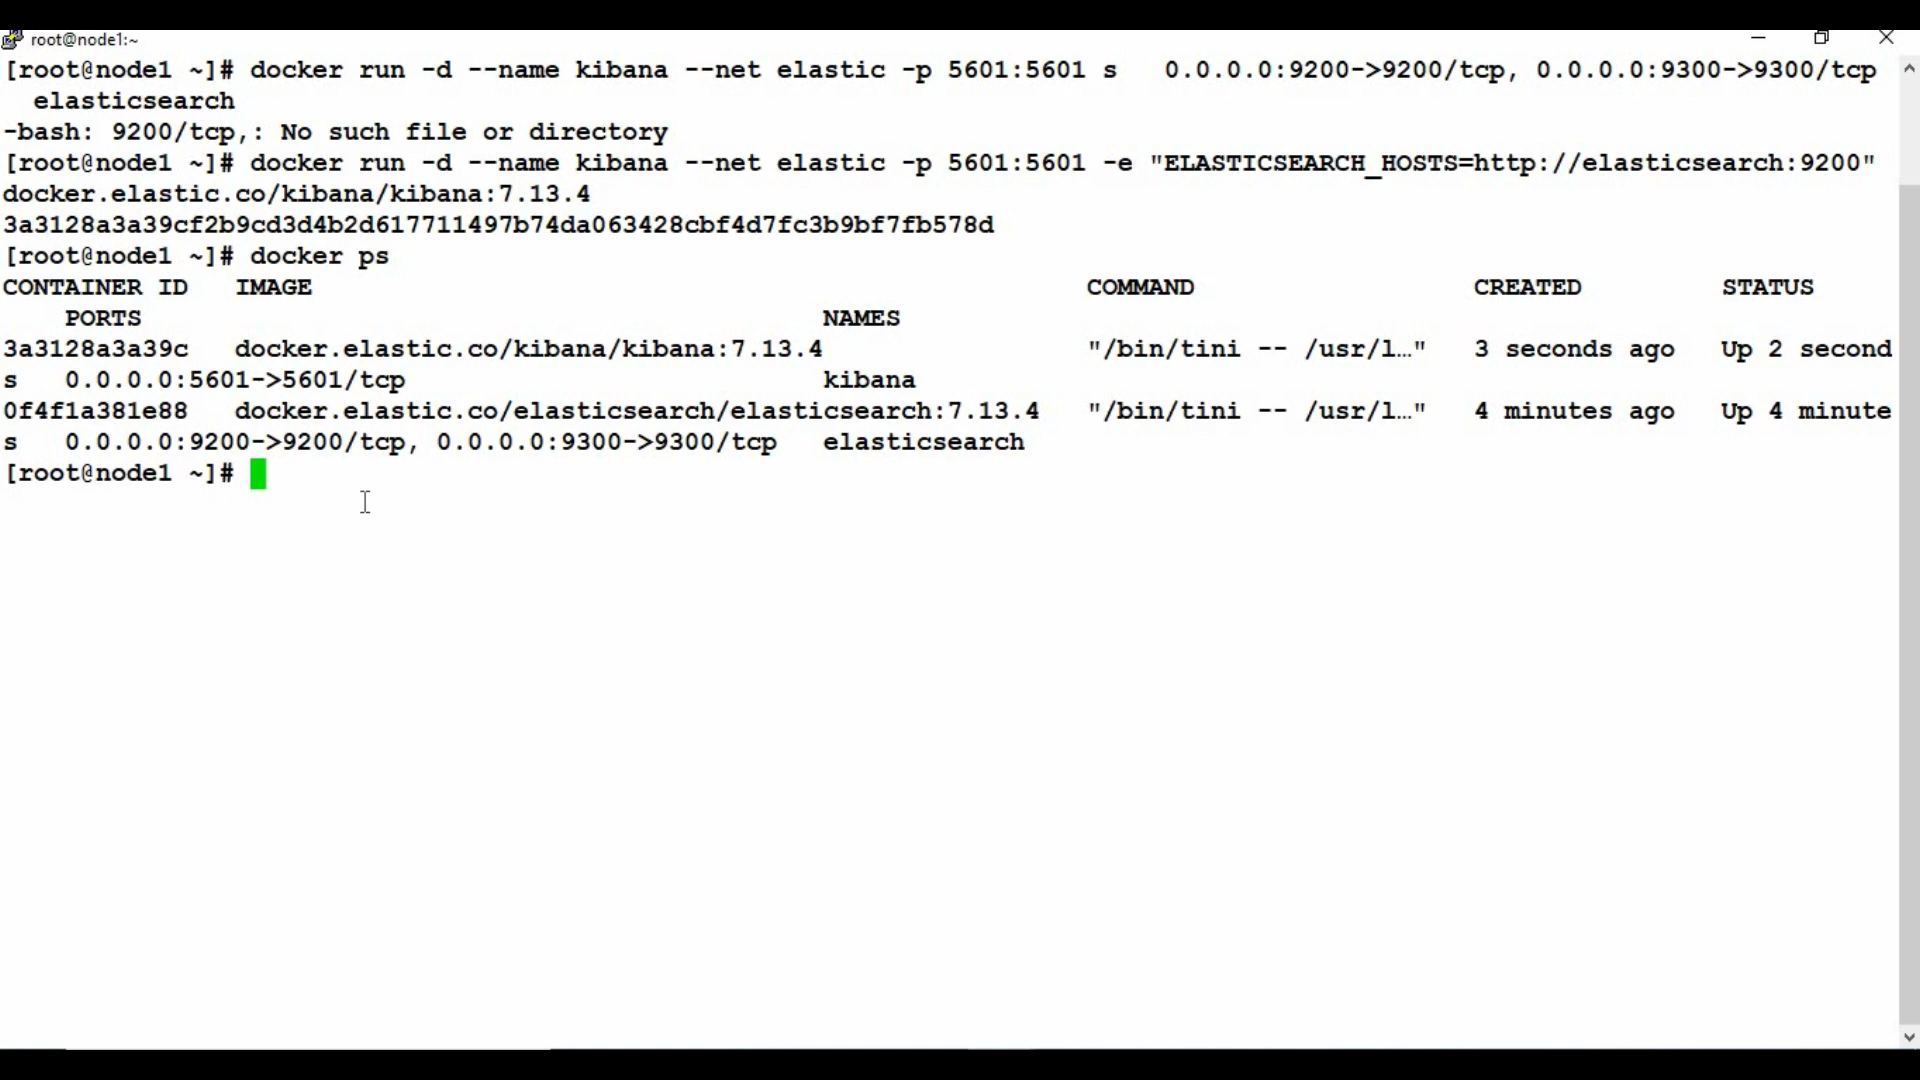 root@node1:~
[root@node1 ~]# docker run -d --name kibana --net elastic -p 5601:5601 s   0.0.0.0:9200->9200/tcp, 0.0.0.0:9300->9300/tcp
  elasticsearch
-bash: 9200/tcp,: No such file or directory
[root@node1 ~]# docker run -d --name kibana --net elastic -p 5601:5601 -e "ELASTICSEARCH_HOSTS=http://elasticsearch:9200"
docker.elastic.co/kibana/kibana:7.13.4
3a3128a3a39cf2b9cd3d4b2d617711497b74da063428cbf4d7fc3b9bf7fb578d
[root@node1 ~]# docker ps
CONTAINER ID   IMAGE                                                  COMMAND                  CREATED         STATUS
    PORTS                                            NAMES
3a3128a3a39c   docker.elastic.co/kibana/kibana:7.13.4                 "/bin/tini -- /usr/l…"   3 seconds ago   Up 2 second
s   0.0.0.0:5601->5601/tcp                           kibana
0f4f1a381e88   docker.elastic.co/elasticsearch/elasticsearch:7.13.4   "/bin/tini -- /usr/l…"   4 minutes ago   Up 4 minute
s   0.0.0.0:9200->9200/tcp, 0.0.0.0:9300->9300/tcp   elasticsearch
[root@node1 ~]#